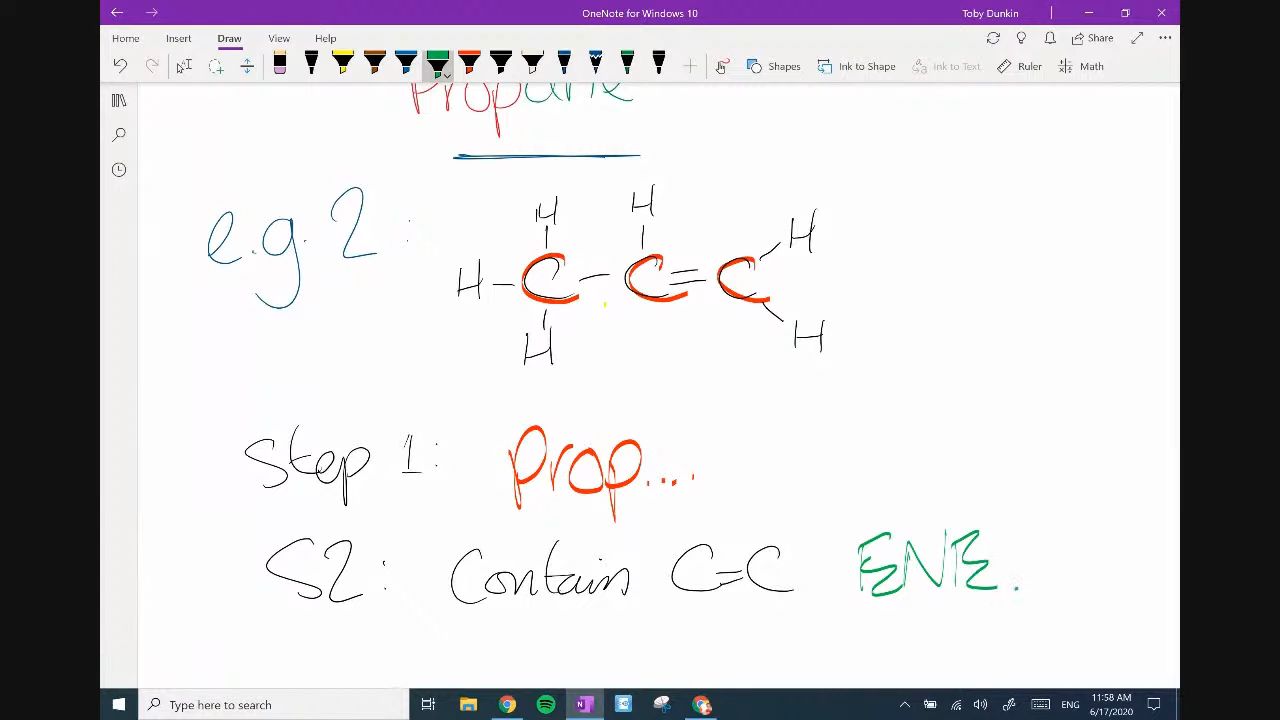 OneNote for Windows 10
Toby Dunkin
Home Insert Draw View Help
Share
Shapes Ink to Shape Ink to Text Ruler Math
Propane
e.g. 2:
H H H
H - C - C = C
H H
Step 1: Prop....
S2: Contain C=C ENE.
Type here to search
ENG
11:58 AM
6/17/2020